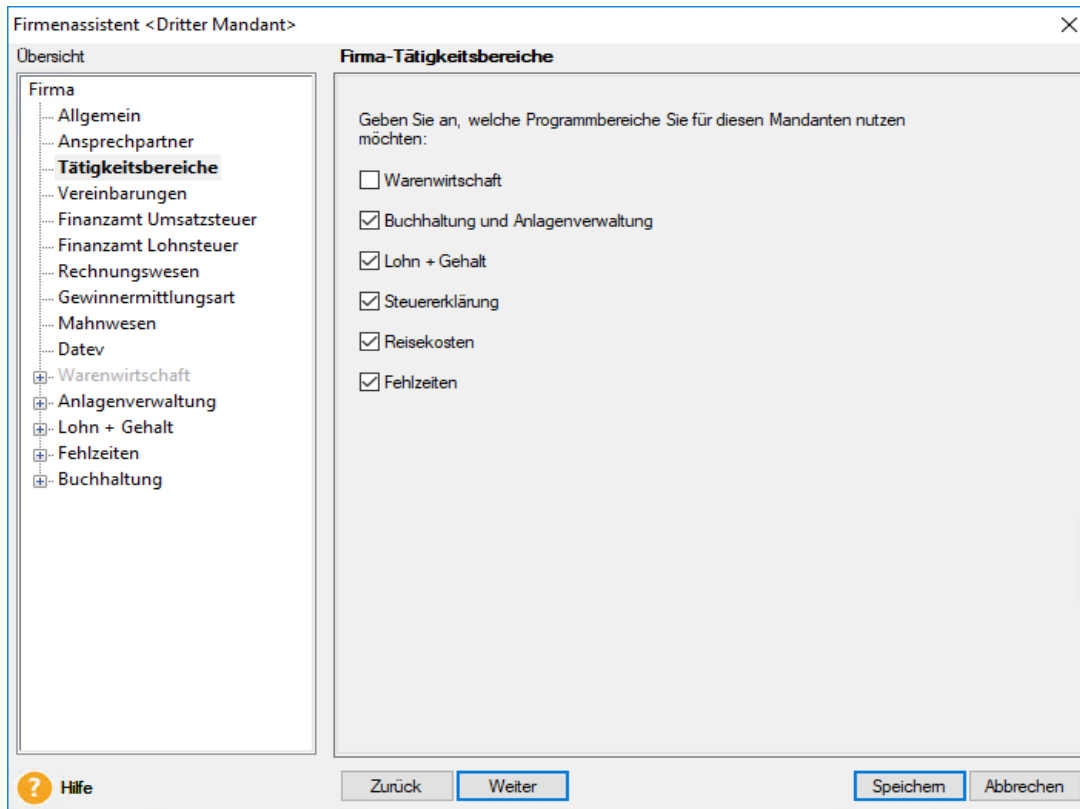 Firmenassistent <Dritter Mandant>
Übersicht
Firma
Allgemein
Ansprechpartner
Tätigkeitsbereiche
Vereinbarungen
Finanzamt Umsatzsteuer
Finanzamt Lohnsteuer
Rechnungswesen
Gewinnermittlungsart
Mahnwesen
Datev
Warenwirtschaft
Anlagenverwaltung
Lohn + Gehalt
Fehlzeiten
Buchhaltung
Firma-Tätigkeitsbereiche
Geben Sie an, welche Programmbereiche Sie für diesen Mandanten nutzen
möchten:
Warenwirtschaft
Buchhaltung und Anlagenverwaltung
Lohn + Gehalt
Steuererklärung
Reisekosten
Fehlzeiten
? Hilfe
Zurück
Weiter
Speichern
Abbrechen